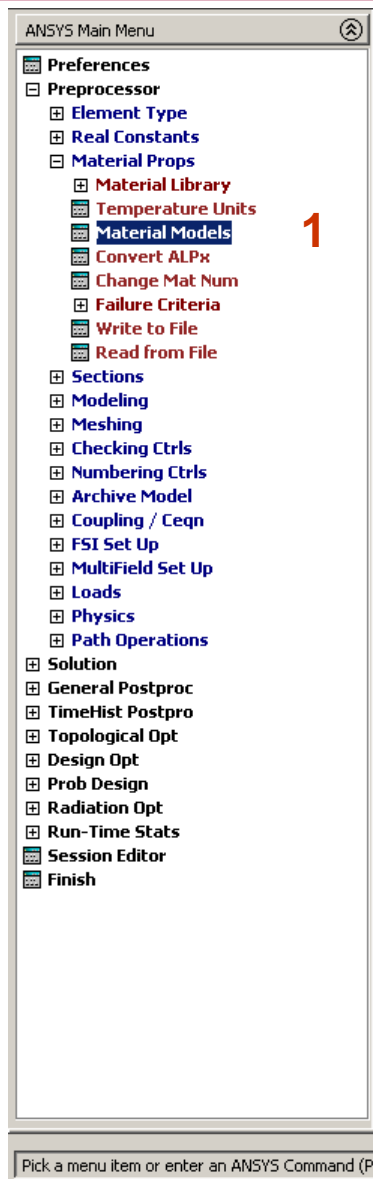 ANSYS Main Menu
Preferences
Preprocessor
Element Type
Real Constants
Material Props
Material Library
Temperature Units
Material Models
1
Convert ALPx
Change Mat Num
Failure Criteria
Write to File
Read from File
Sections
Modeling
Meshing
Checking Ctrls
Numbering Ctrls
Archive Model
Coupling / Ceqn
FSI Set Up
MultiField Set Up
Loads
Physics
Path Operations
Solution
General Postproc
TimeHist Postpro
Topological Opt
Design Opt
Prob Design
Radiation Opt
Run-Time Stats
Session Editor
Finish
Pick a menu item or enter an ANSYS Command (P